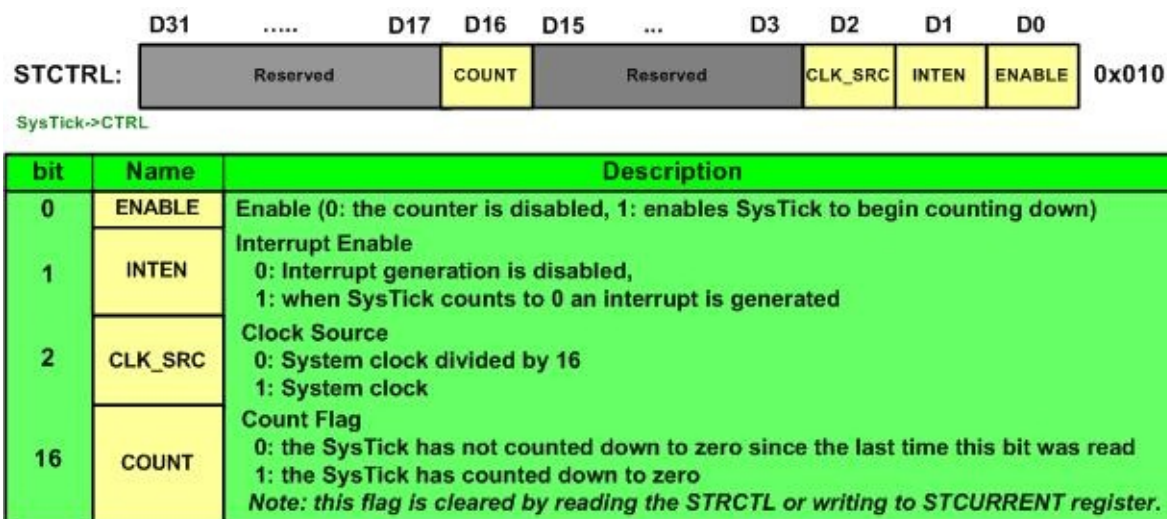 D31 ..... D17 D16 D15 ... D3 D2 D1 D0
STCTRL: Reserved COUNT Reserved CLK_SRC INTEN ENABLE 0x010
SysTick->CTRL
bit Name Description
0 ENABLE Enable (0: the counter is disabled, 1: enables SysTick to begin counting down)
Interrupt Enable
1 INTEN 0: Interrupt generation is disabled,
1: when SysTick counts to 0 an interrupt is generated
Clock Source
2 CLK_SRC 0: System clock divided by 16
1: System clock
Count Flag
0: the SysTick has not counted down to zero since the last time this bit was read
16 COUNT 1: the SysTick has counted down to zero
Note: this flag is cleared by reading the STRCTL or writing to STCURRENT register.